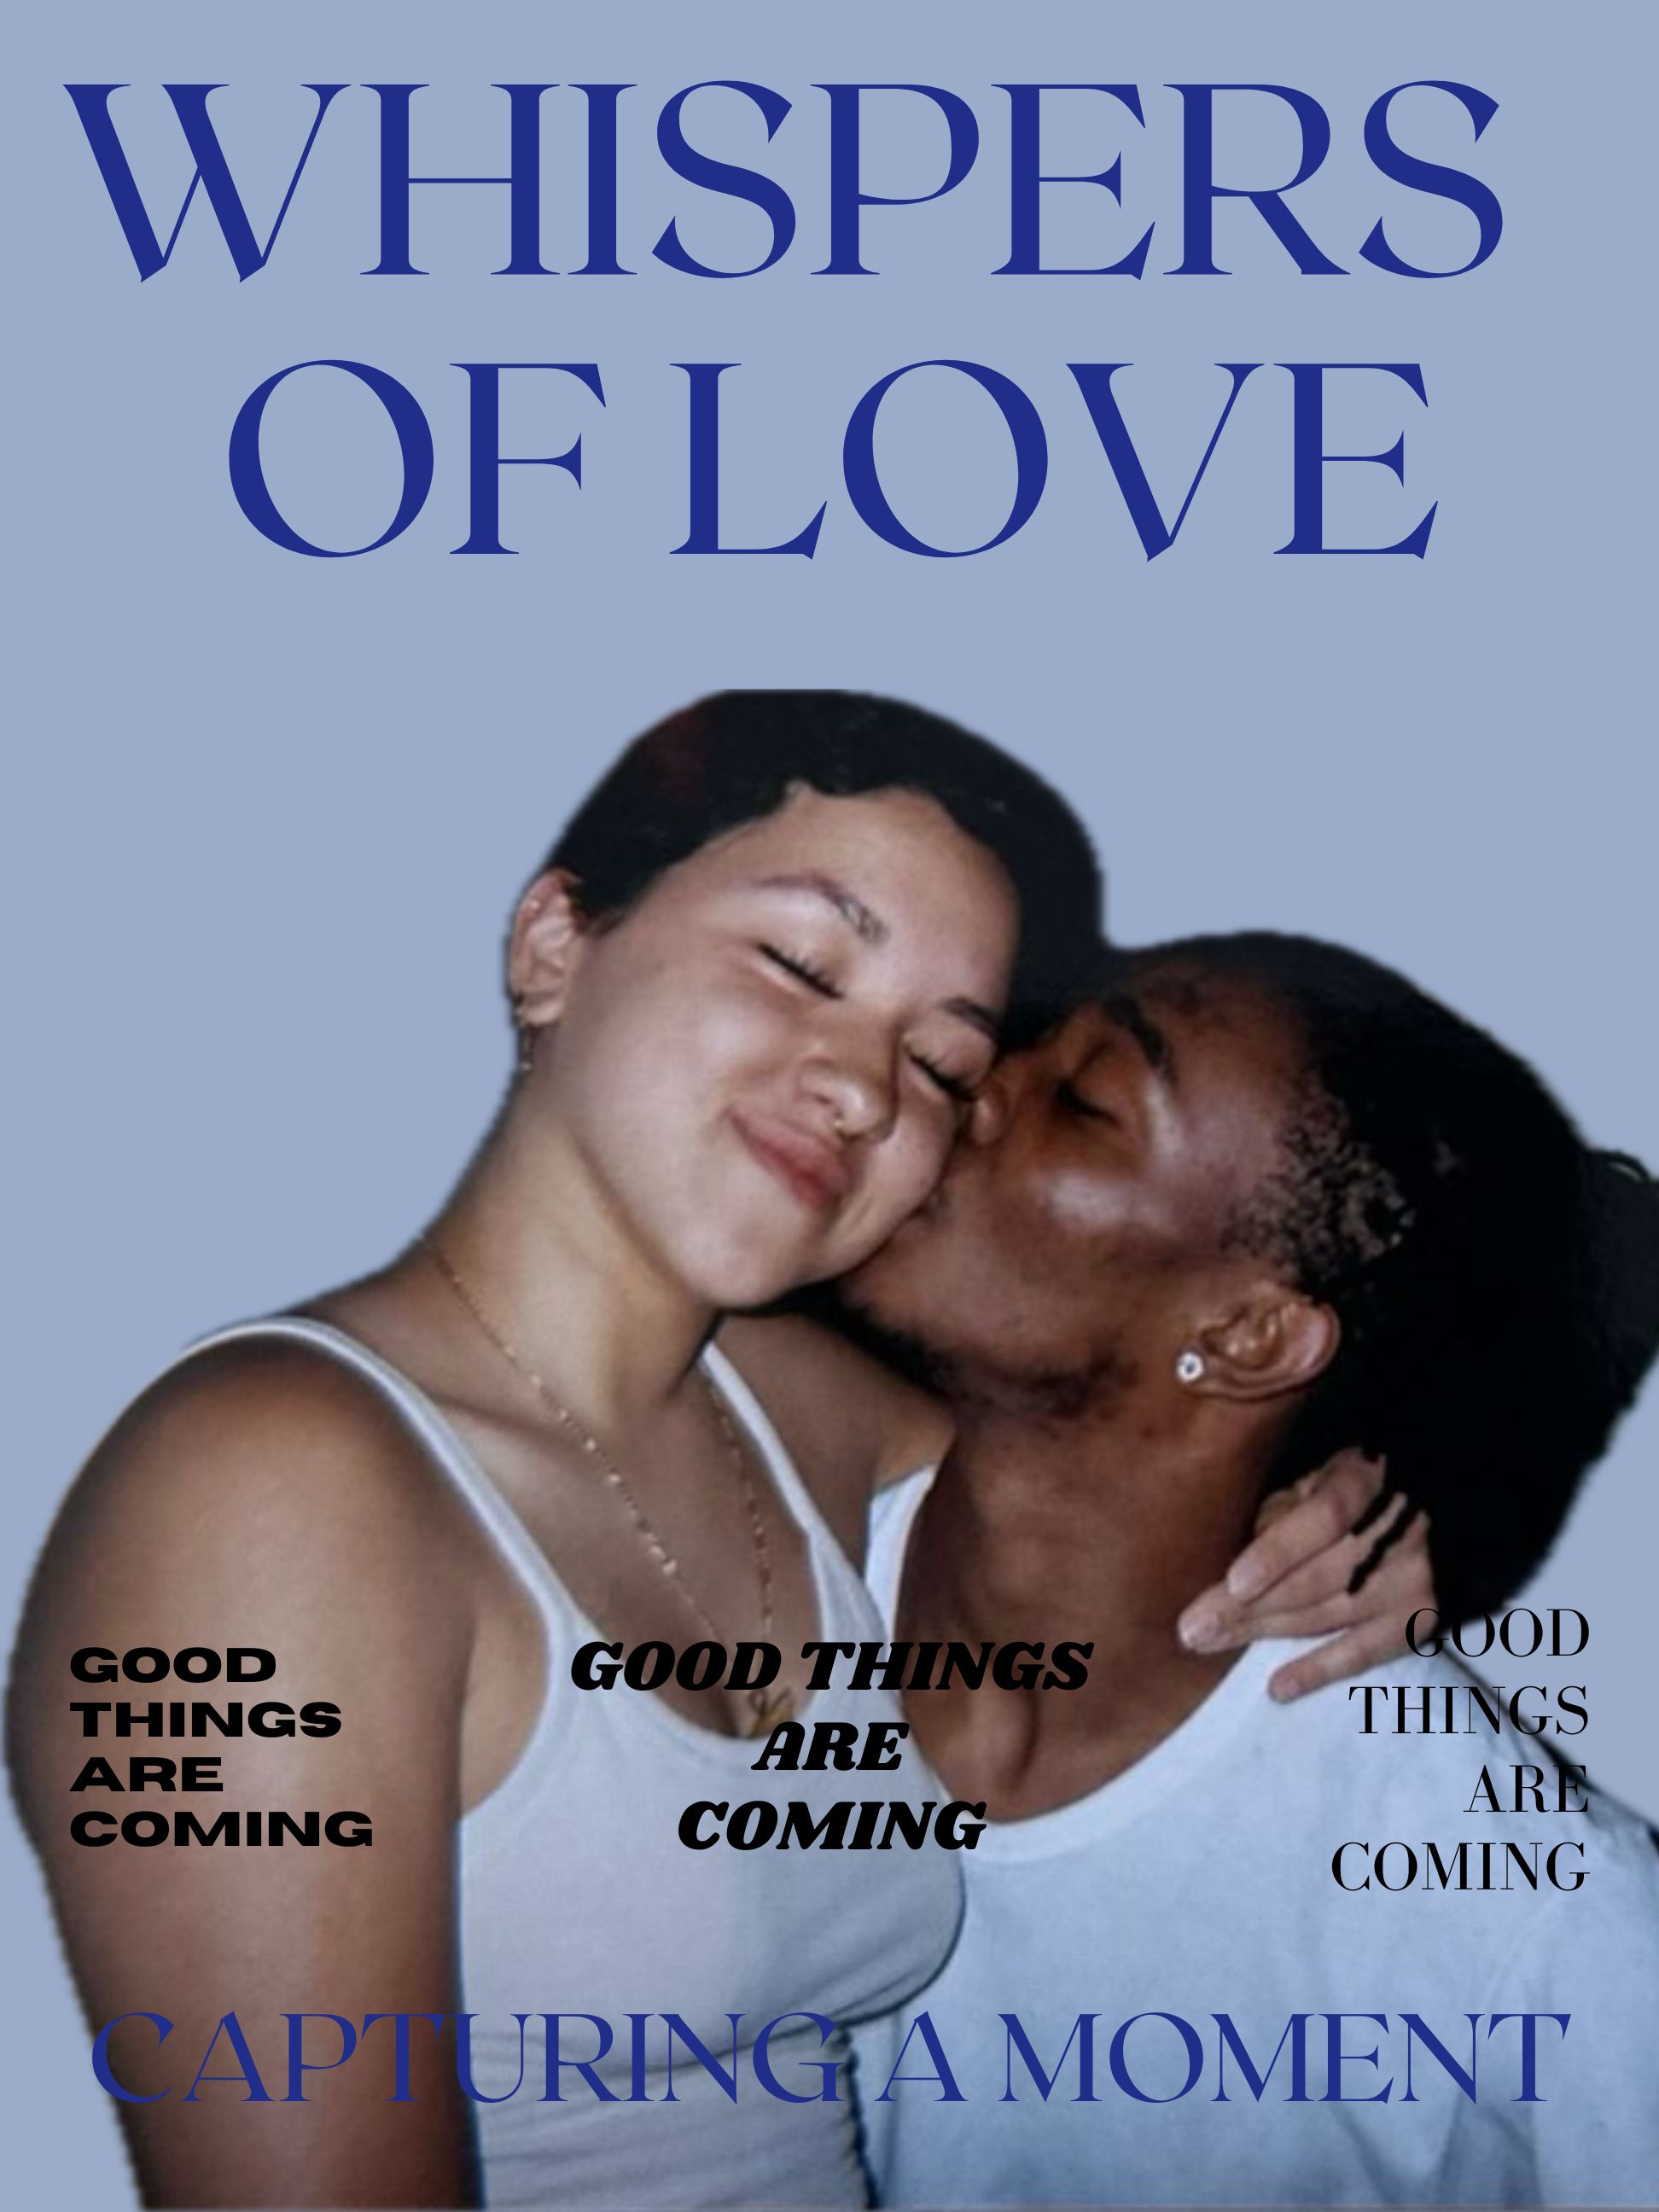 WHISPERS
OF LOVE
GOOD
THINGS
ARE
COMING
GOOD THINGS
ARE
COMING
GOOD
THINGS
ARE
COMING
CAPTURING A MOMENT